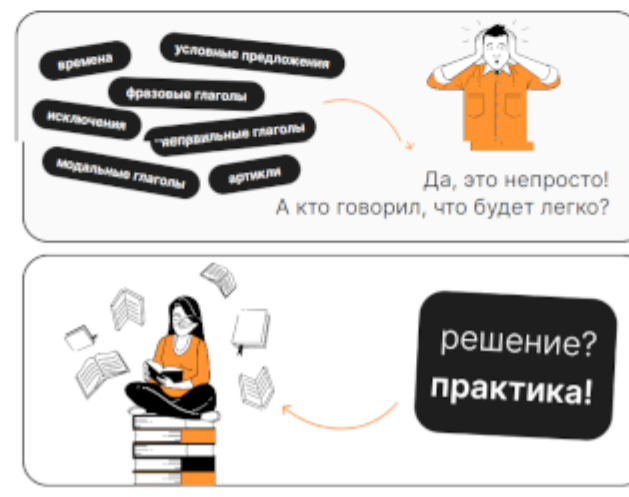 времена
условные предложения
фразовые глаголы
исключения
неправильные глаголы
модальные глаголы
артикли
Да, это непросто!
А кто говорил, что будет легко?
решение?
практика!